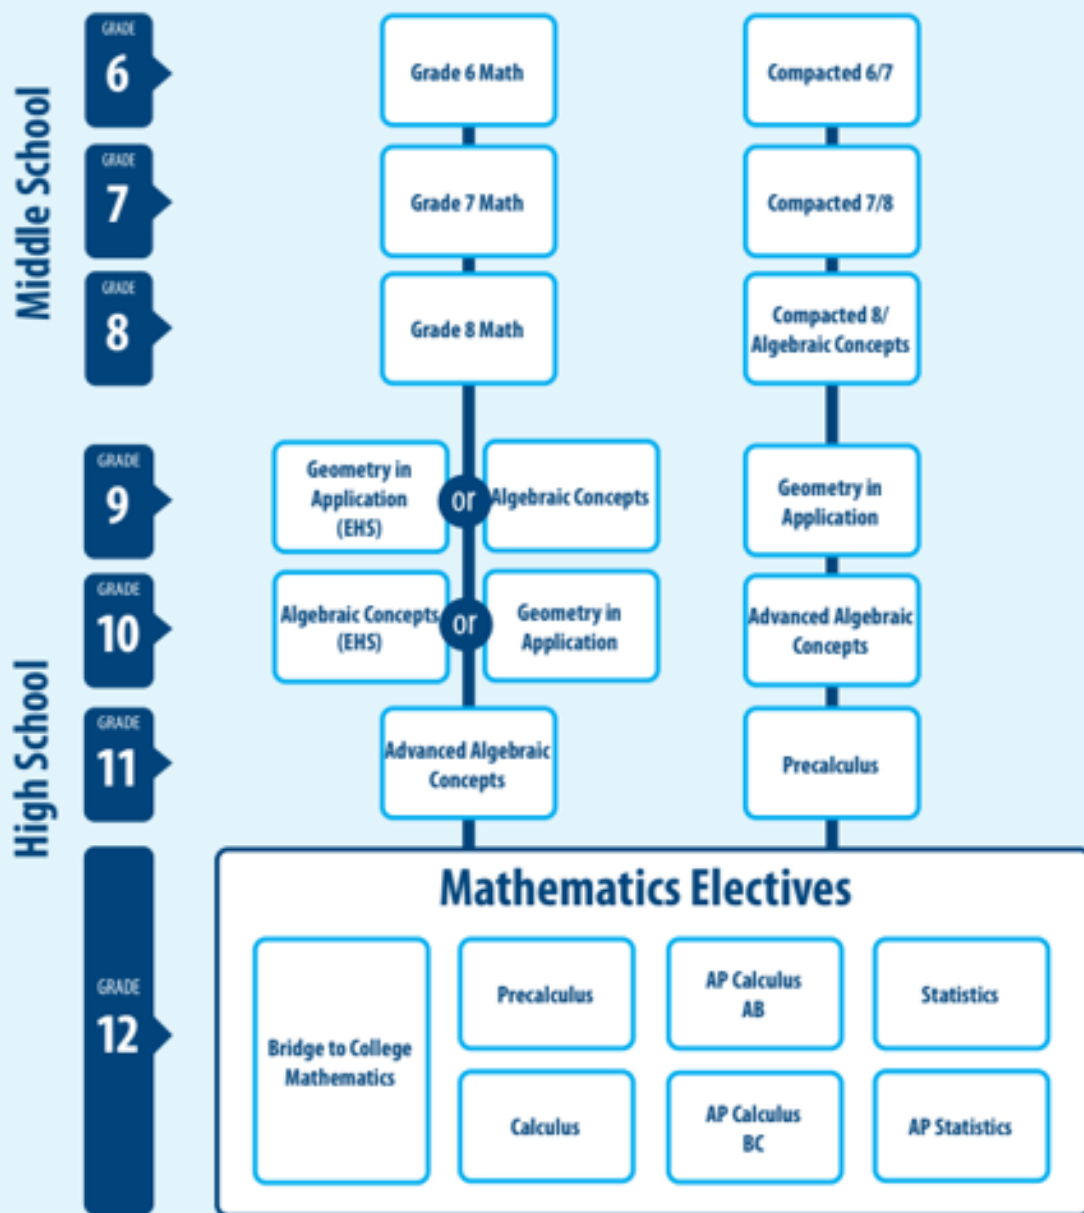 Middle School
GRADE
6
Grade 6 Math
Compacted 6/7
GRADE
7
Grade 7 Math
Compacted 7/8
GRADE
8
Grade 8 Math
Compacted 8/
Algebraic Concepts
High School
GRADE
9
Geometry in
Application
(EHS)
or
Algebraic Concepts
Geometry in
Application
GRADE
10
Algebraic Concepts
(EHS)
or
Geometry in
Application
Advanced Algebraic
Concepts
GRADE
11
Advanced Algebraic
Concepts
Precalculus
GRADE
12
Mathematics Electives
Bridge to College
Mathematics
Precalculus
AP Calculus
AB
Statistics
Calculus
AP Calculus
BC
AP Statistics